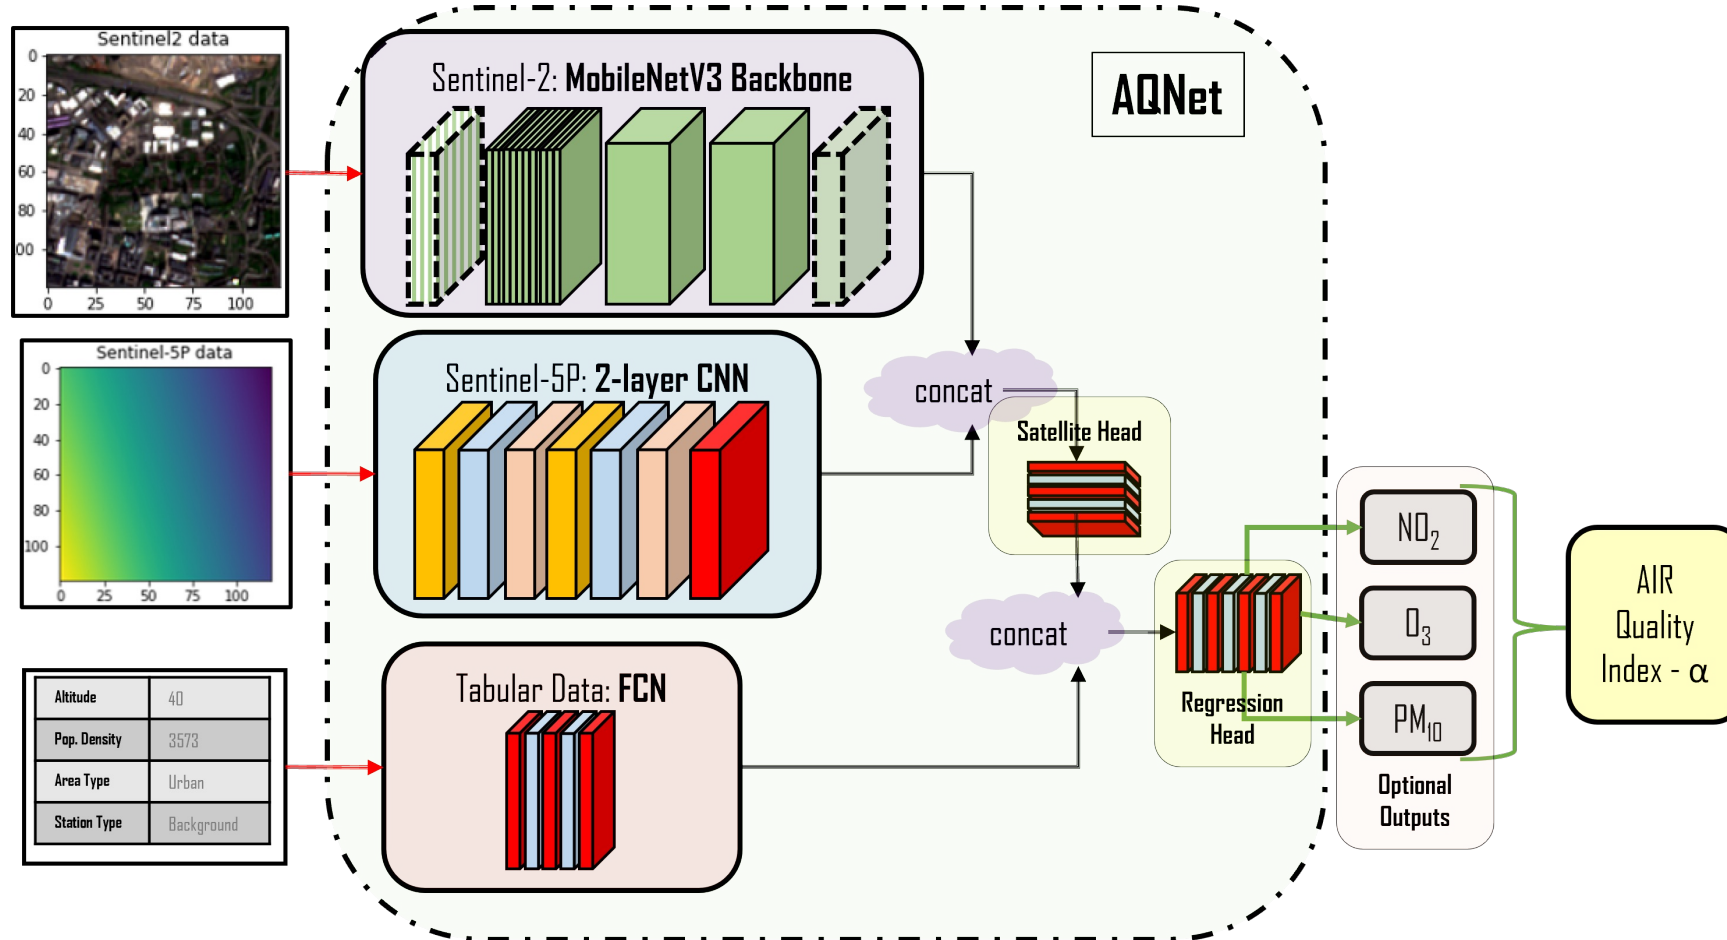 Sentinel2 data
0
20
40
60
80
00
0 25 50 75 100
Sentinel-2: MobileNetV3 Backbone
AQNet
Sentinel-5P data
0
20
40
60
80
100
0 25 50 75 100
Sentinel-5P: 2-layer CNN
concat
Satellite Head
concat
Regression
Head
Altitude 40
Pop. Density 3573
Area Type Urban
Station Type Background
Tabular Data: FCN
NO₂
O₃
PM₁₀
Optional
Outputs
AIR
Quality
Index - α